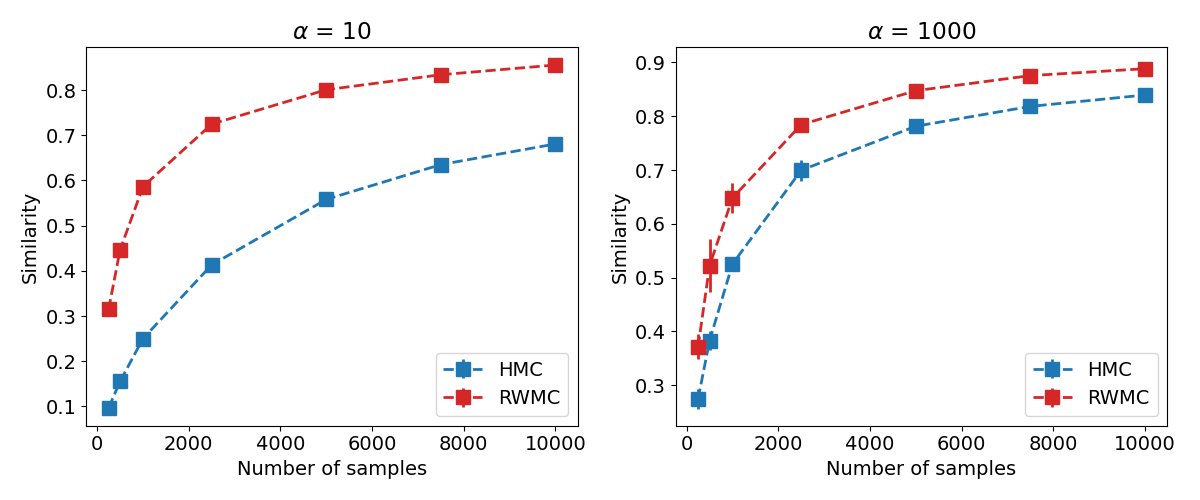 α = 10
Similarity
0.8
0.7
0.6
0.5
0.4
0.3
0.2
0.1
0 2000 4000 6000 8000 10000
Number of samples
HMC
RWMC
α = 1000
Similarity
0.9
0.8
0.7
0.6
0.5
0.4
0.3
0 2000 4000 6000 8000 10000
Number of samples
HMC
RWMC